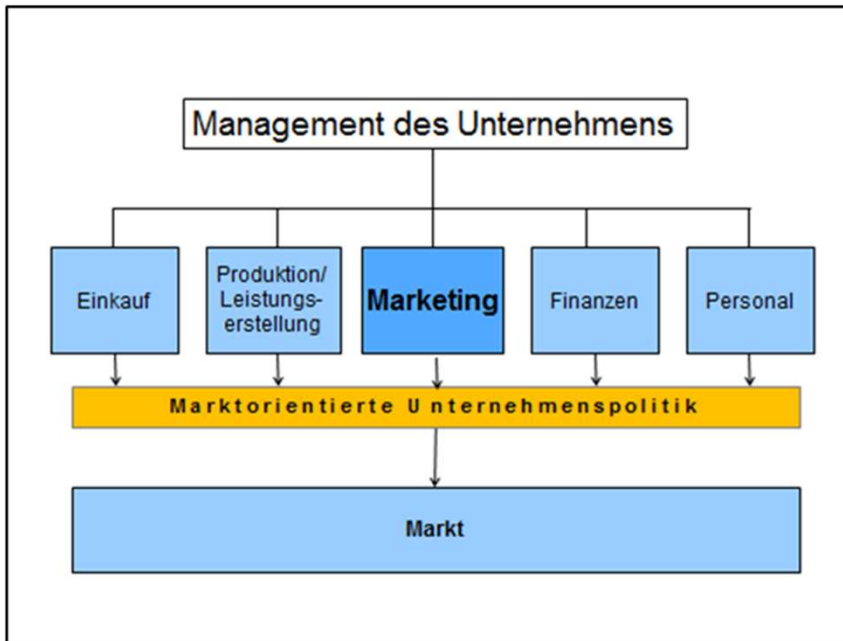 Management des Unternehmens
Einkauf
Produktion/
Leistungs-
erstellung
Marketing
Finanzen
Personal
Marktorientierte Unternehmenspolitik
Markt